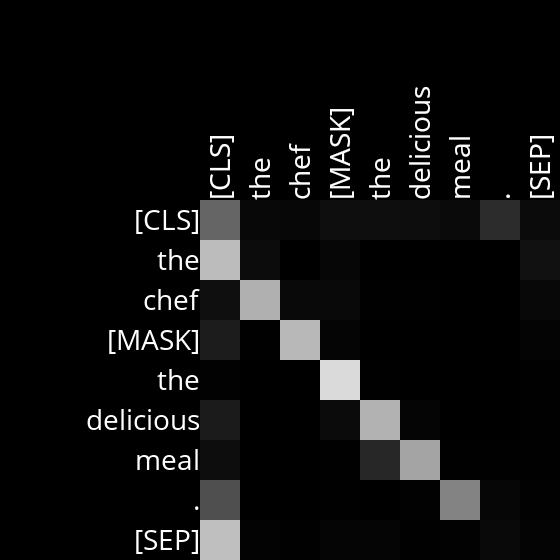 [CLS] the chef [MASK] the delicious meal . [SEP]
[CLS]
the
chef
[MASK]
the
delicious
meal
.
[SEP]